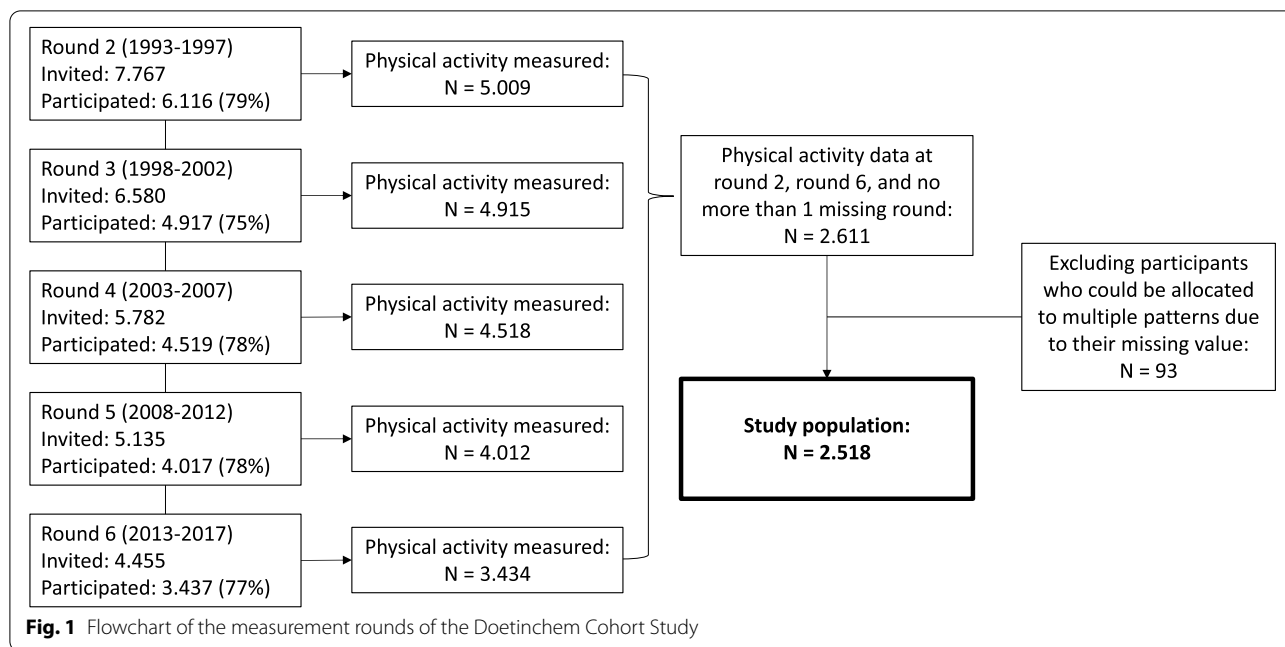 Round 2 (1993-1997)
Invited: 7.767
Participated: 6.116 (79%)
Physical activity measured:
N = 5.009
Round 3 (1998-2002)
Invited: 6.580
Participated: 4.917 (75%)
Physical activity measured:
N = 4.915
Round 4 (2003-2007)
Invited: 5.782
Participated: 4.519 (78%)
Physical activity measured:
N = 4.518
Round 5 (2008-2012)
Invited: 5.135
Participated: 4.017 (78%)
Physical activity measured:
N = 4.012
Round 6 (2013-2017)
Invited: 4.455
Participated: 3.437 (77%)
Physical activity measured:
N = 3.434
Physical activity data at
round 2, round 6, and no
more than 1 missing round:
N = 2.611
Excluding participants
who could be allocated
to multiple patterns due
to their missing value:
N = 93
Study population:
N = 2.518
Fig. 1 Flowchart of the measurement rounds of the Doetinchem Cohort Study